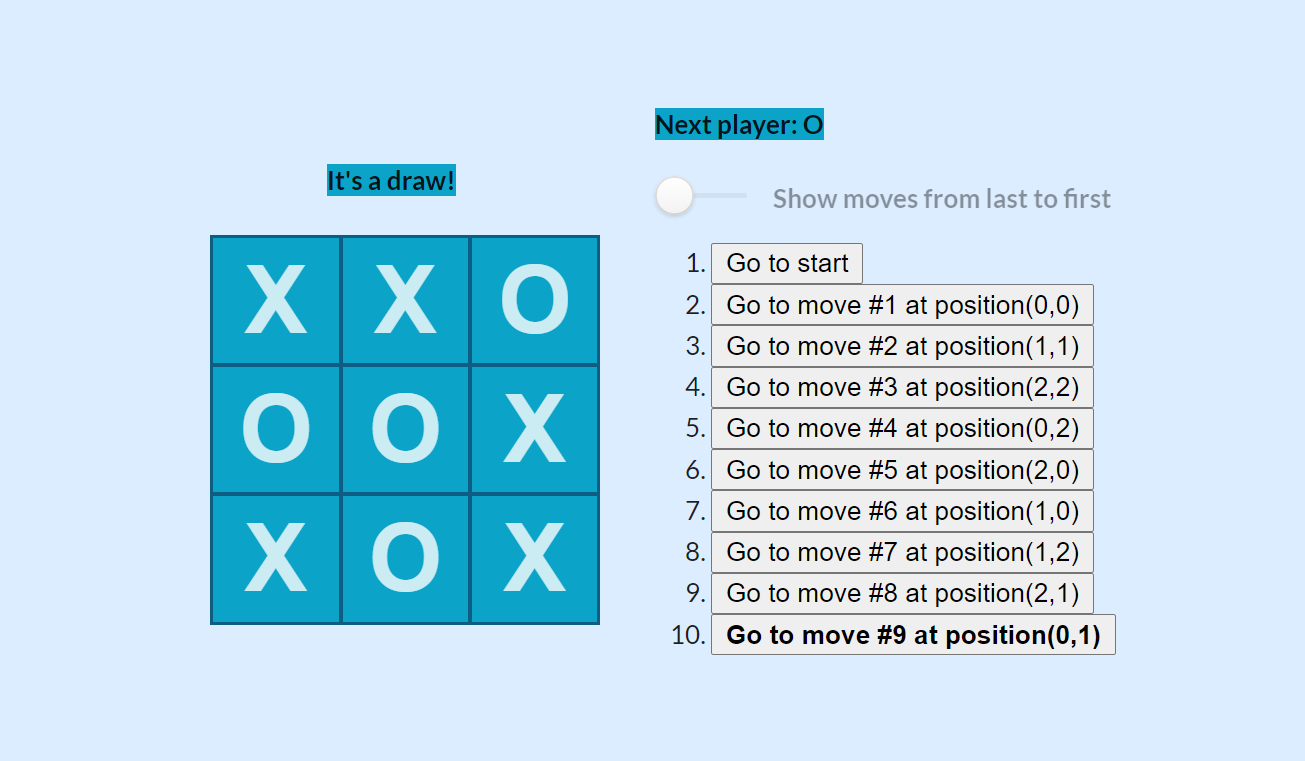 It's a draw!
X X O
O O X
X O X
Next player: O
Show moves from last to first
1. Go to start
2. Go to move #1 at position(0,0)
3. Go to move #2 at position(1,1)
4. Go to move #3 at position(2,2)
5. Go to move #4 at position(0,2)
6. Go to move #5 at position(2,0)
7. Go to move #6 at position(1,0)
8. Go to move #7 at position(1,2)
9. Go to move #8 at position(2,1)
10. Go to move #9 at position(0,1)